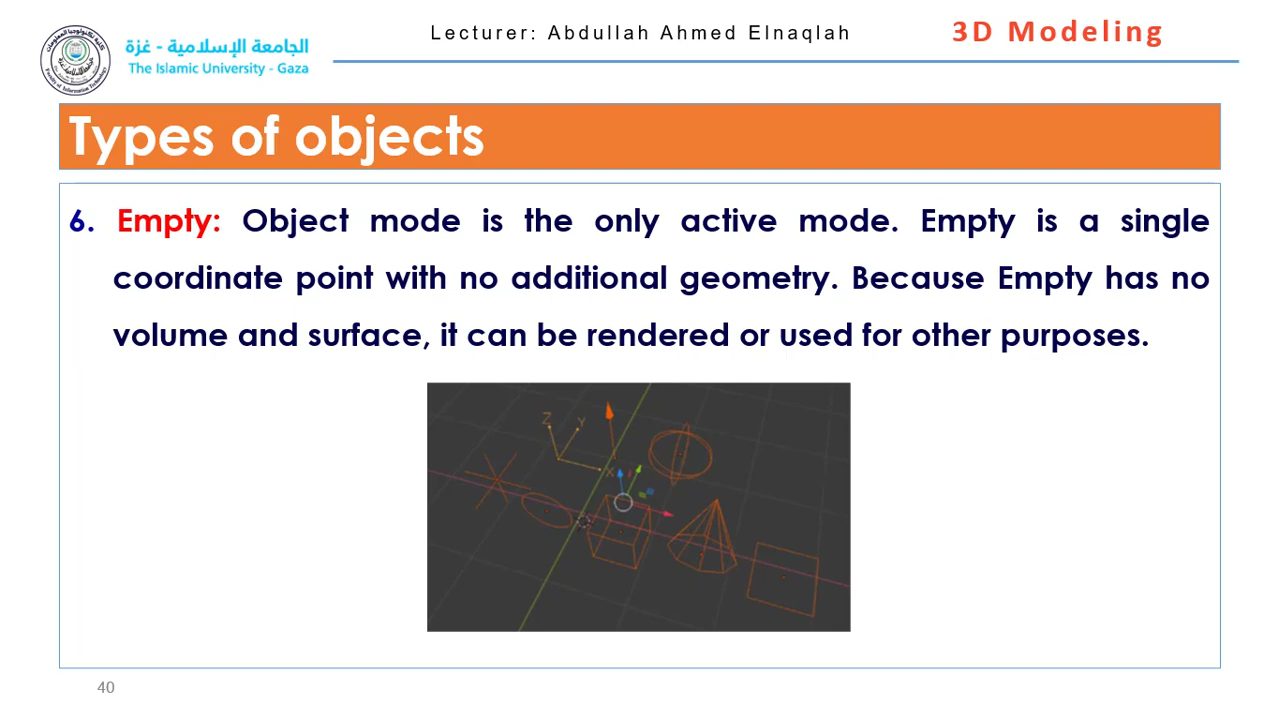 الجامعة الإسلامية - غزة
The Islamic University - Gaza
Lecturer: Abdullah Ahmed Elnaqlah
3D Modeling
Types of objects
6. Empty: Object mode is the only active mode. Empty is a single
coordinate point with no additional geometry. Because Empty has no
volume and surface, it can be rendered or used for other purposes.
Z
Y
X
40